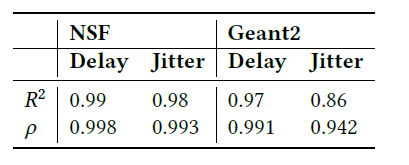 NSF Geant2
Delay Jitter Delay Jitter
R² 0.99 0.98 0.97 0.86
ρ 0.998 0.993 0.991 0.942